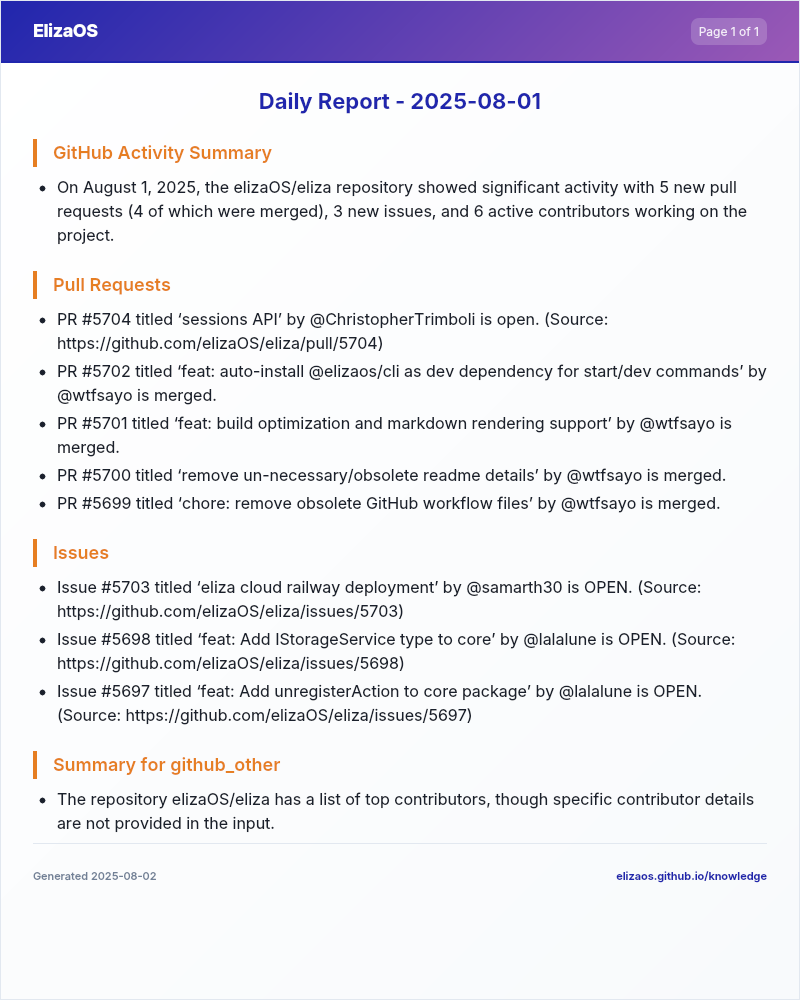 ElizaOS
Page 1 of 1
Daily Report - 2025-08-01
GitHub Activity Summary
• On August 1, 2025, the elizaOS/eliza repository showed significant activity with 5 new pull
requests (4 of which were merged), 3 new issues, and 6 active contributors working on the
project.
Pull Requests
• PR #5704 titled ‘sessions API’ by @ChristopherTrimboli is open. (Source:
https://github.com/elizaOS/eliza/pull/5704)
• PR #5702 titled ‘feat: auto-install @elizaos/cli as dev dependency for start/dev commands’ by
@wtfsayo is merged.
• PR #5701 titled ‘feat: build optimization and markdown rendering support’ by @wtfsayo is
merged.
• PR #5700 titled ‘remove un-necessary/obsolete readme details’ by @wtfsayo is merged.
• PR #5699 titled ‘chore: remove obsolete GitHub workflow files’ by @wtfsayo is merged.
Issues
• Issue #5703 titled ‘eliza cloud railway deployment’ by @samarth30 is OPEN. (Source:
https://github.com/elizaOS/eliza/issues/5703)
• Issue #5698 titled ‘feat: Add IStorageService type to core’ by @lalalune is OPEN. (Source:
https://github.com/elizaOS/eliza/issues/5698)
• Issue #5697 titled ‘feat: Add unregisterAction to core package’ by @lalalune is OPEN.
(Source: https://github.com/elizaOS/eliza/issues/5697)
Summary for github_other
• The repository elizaOS/eliza has a list of top contributors, though specific contributor details
are not provided in the input.
Generated 2025-08-02
elizaos.github.io/knowledge